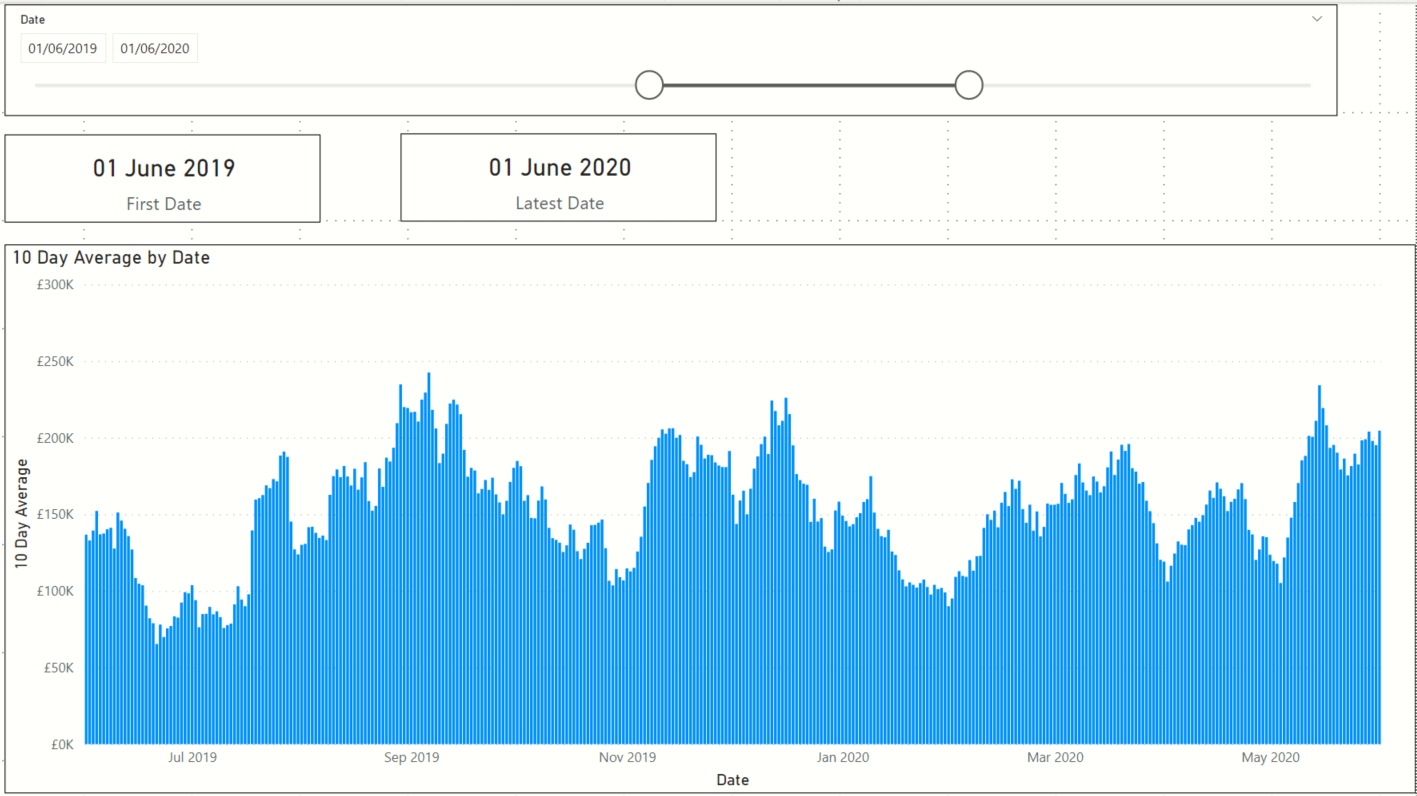 Date
01/06/2019 01/06/2020
01 June 2019
First Date
01 June 2020
Latest Date
10 Day Average by Date
£300K
£250K
£200K
£150K
£100K
£50K
£0K
10 Day Average
Jul 2019 Sep 2019 Nov 2019 Jan 2020 Mar 2020 May 2020
Date